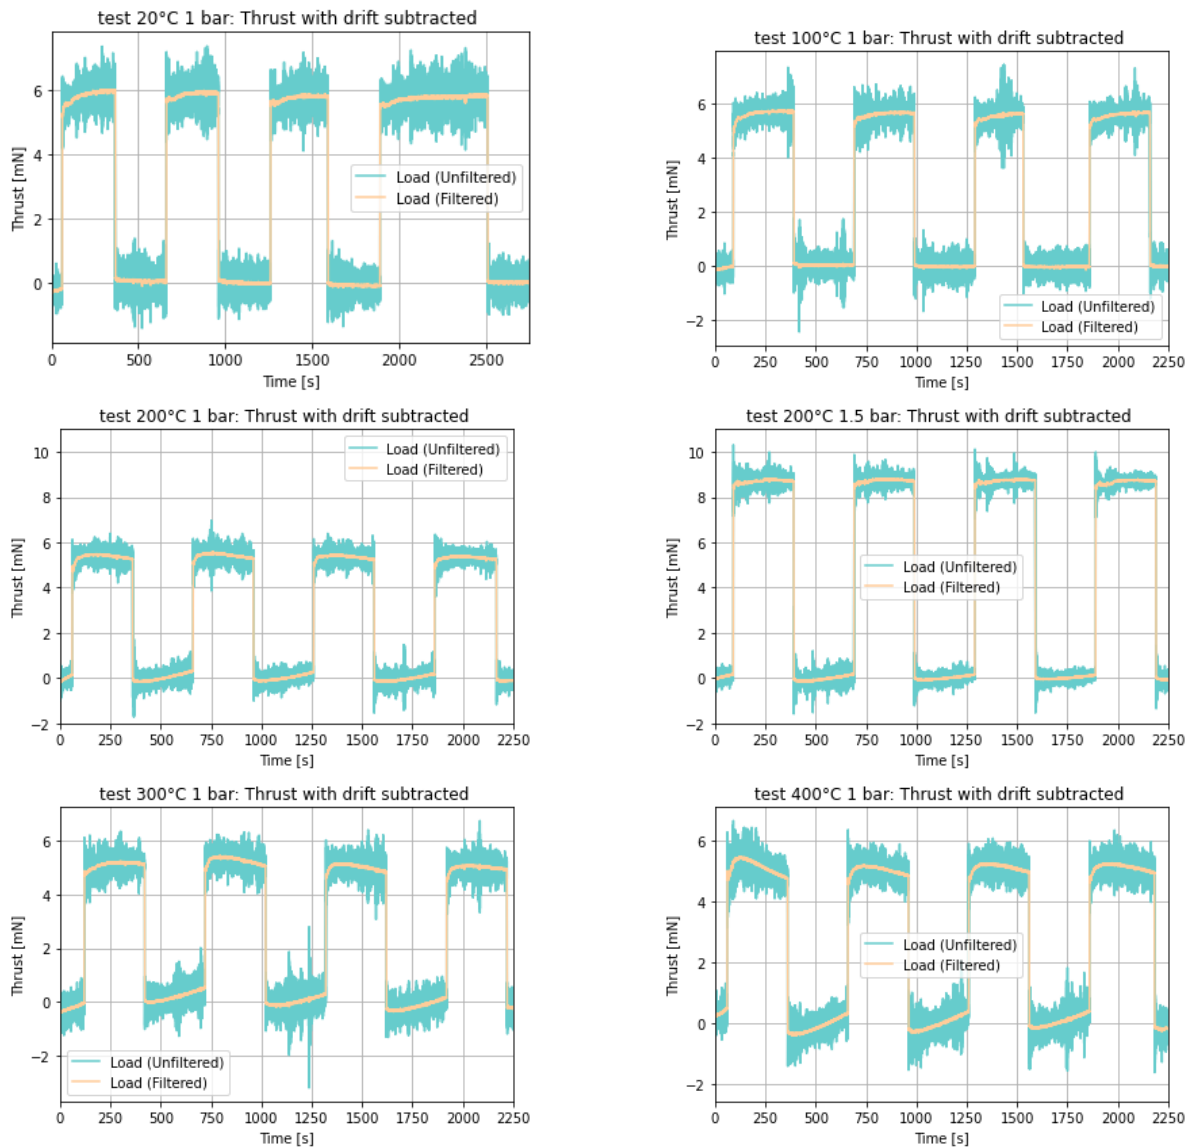 test 20°C 1 bar: Thrust with drift subtracted
Thrust [mN]
6
4
2
0
Load (Unfiltered)
Load (Filtered)
0 500 1000 1500 2000 2500
Time [s]
test 100°C 1 bar: Thrust with drift subtracted
Thrust [mN]
6
4
2
0
−2
Load (Unfiltered)
Load (Filtered)
0 250 500 750 1000 1250 1500 1750 2000 2250
Time [s]
test 200°C 1 bar: Thrust with drift subtracted
Thrust [mN]
10
8
6
4
2
0
−2
Load (Unfiltered)
Load (Filtered)
0 250 500 750 1000 1250 1500 1750 2000 2250
Time [s]
test 200°C 1.5 bar: Thrust with drift subtracted
Thrust [mN]
10
8
6
4
2
0
−2
Load (Unfiltered)
Load (Filtered)
0 250 500 750 1000 1250 1500 1750 2000 2250
Time [s]
test 300°C 1 bar: Thrust with drift subtracted
Thrust [mN]
6
4
2
0
−2
Load (Unfiltered)
Load (Filtered)
0 250 500 750 1000 1250 1500 1750 2000 2250
Time [s]
test 400°C 1 bar: Thrust with drift subtracted
Thrust [mN]
6
4
2
0
−2
Load (Unfiltered)
Load (Filtered)
0 250 500 750 1000 1250 1500 1750 2000 2250
Time [s]